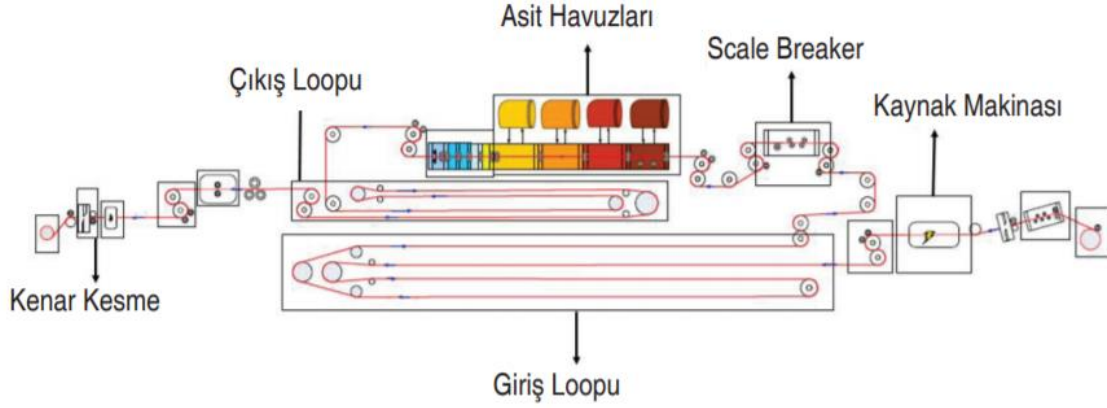 Asit Havuzları
Scale Breaker
Çıkış Loopu
Kaynak Makinası
Kenar Kesme
Giriş Loopu